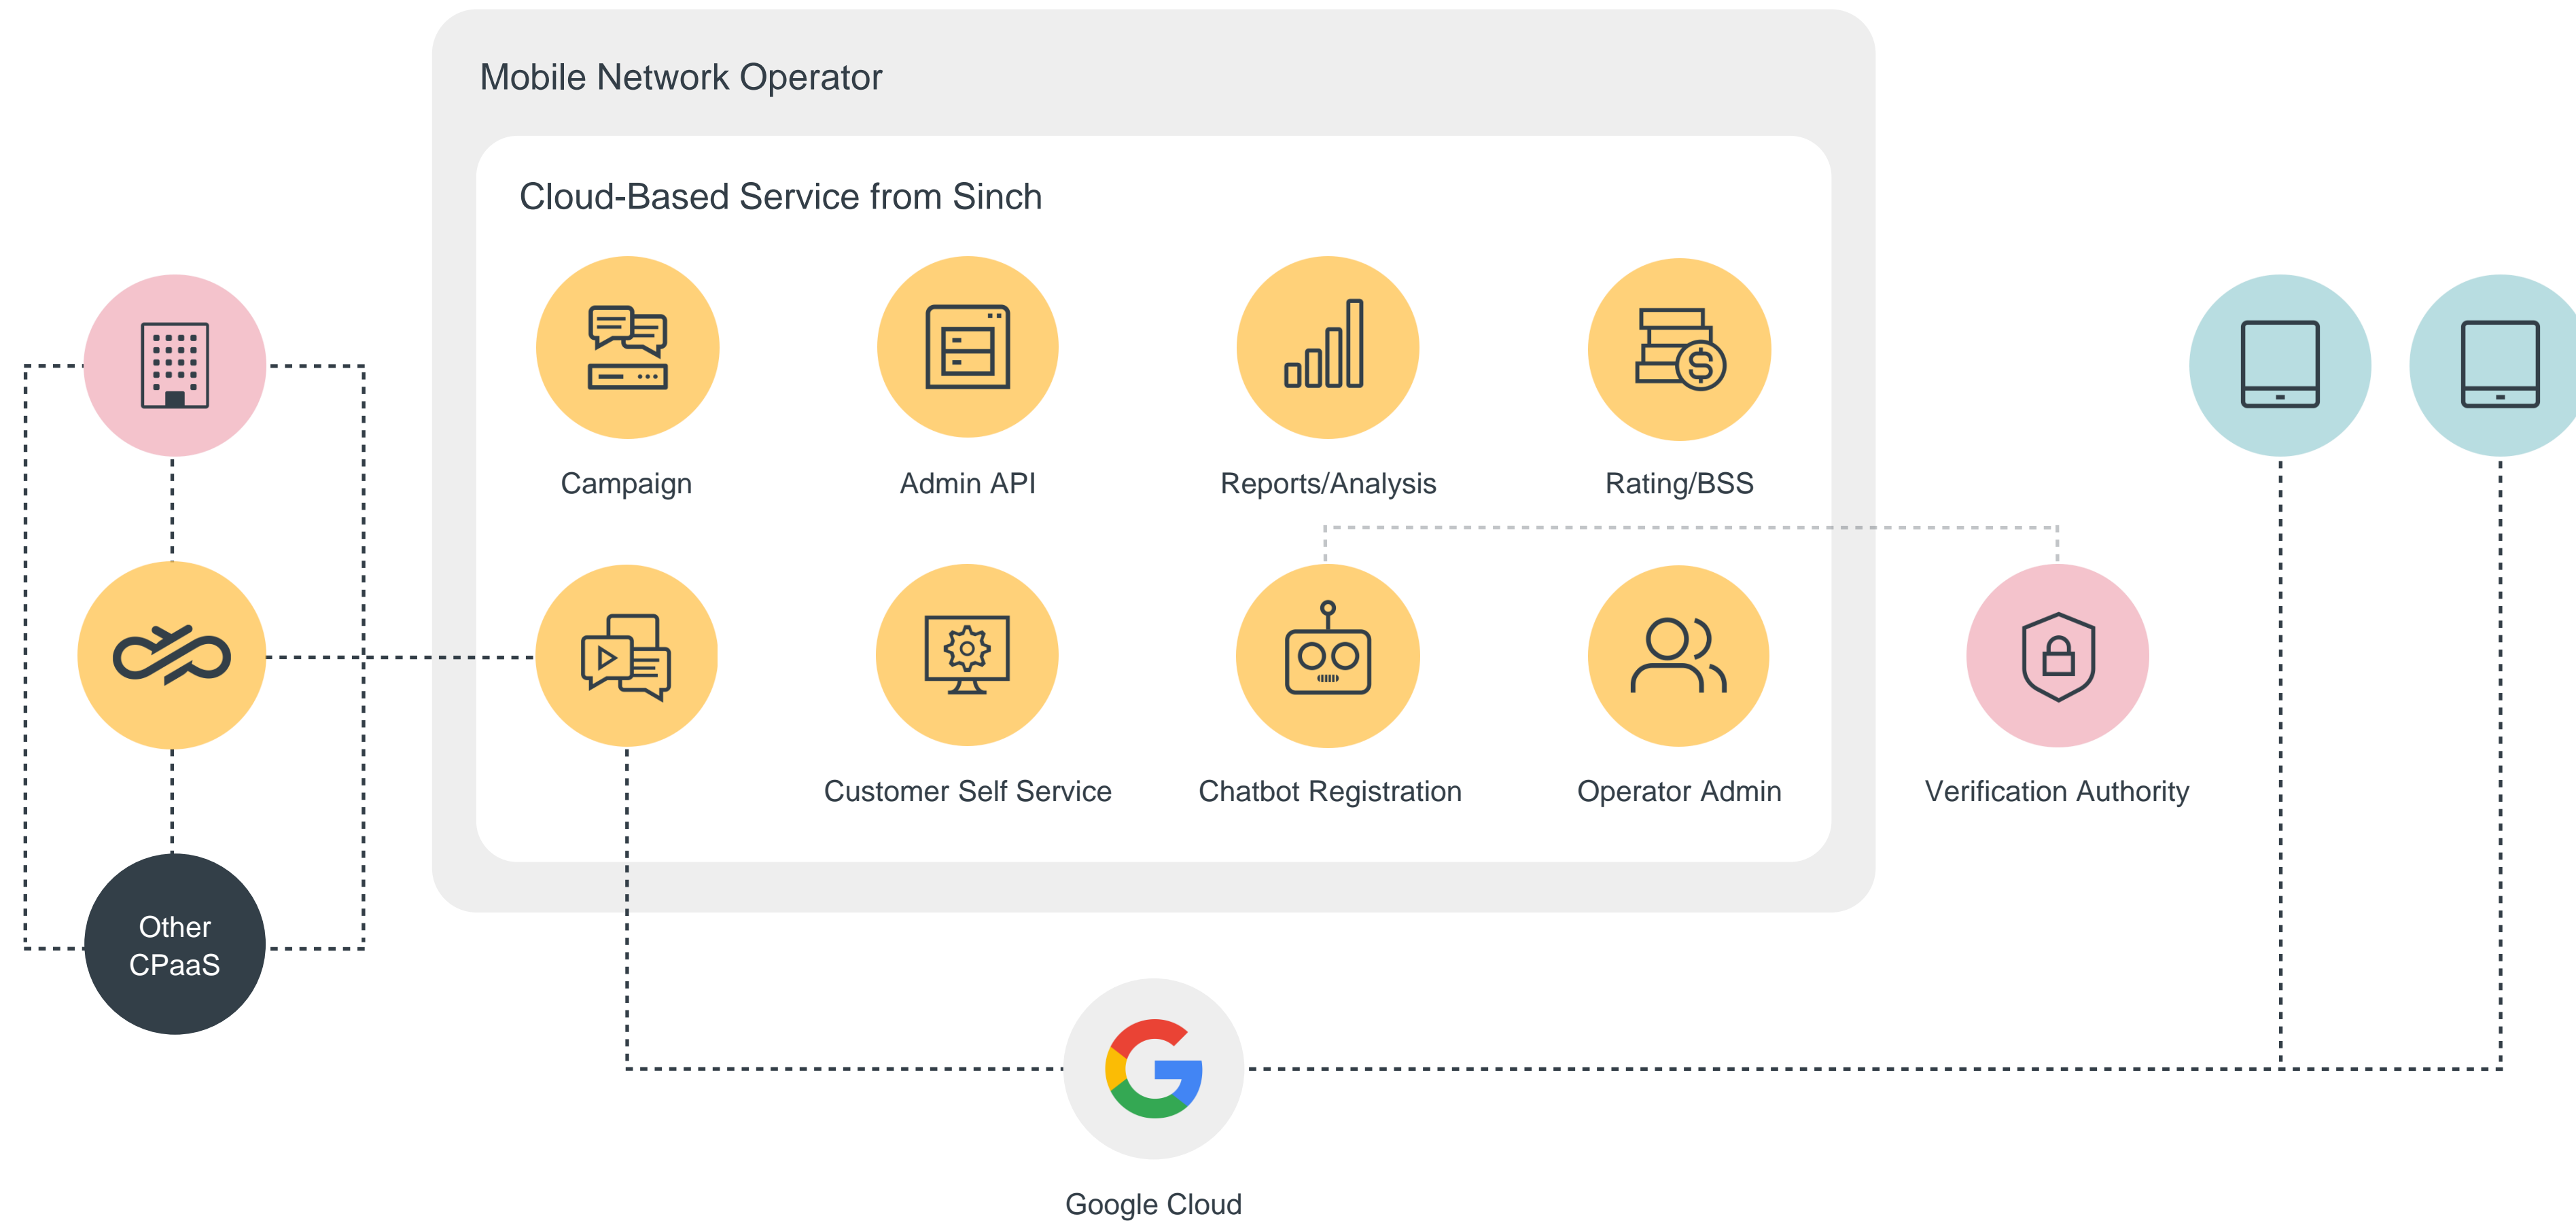 Mobile Network Operator
Cloud-Based Service from Sinch
Campaign
Admin API
Reports/Analysis
Rating/BSS
Customer Self Service
Chatbot Registration
Operator Admin
Verification Authority
Other
CPaaS
Google Cloud